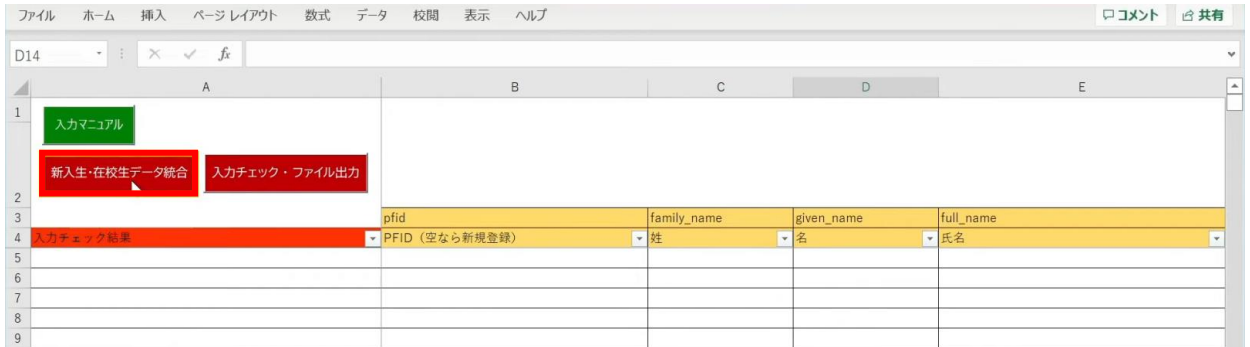 ファイル ホーム 挿入 ページ レイアウト 数式 データ 校閲 表示 ヘルプ コメント 共有
D14 fx
A B C D E
1
入力マニュアル
新入生・在校生データ統合 入力チェック・ファイル出力
2
3 pfid family_name given_name full_name
4 入力チェック結果 PFID（空なら新規登録） 姓 名 氏名
5
6
7
8
9